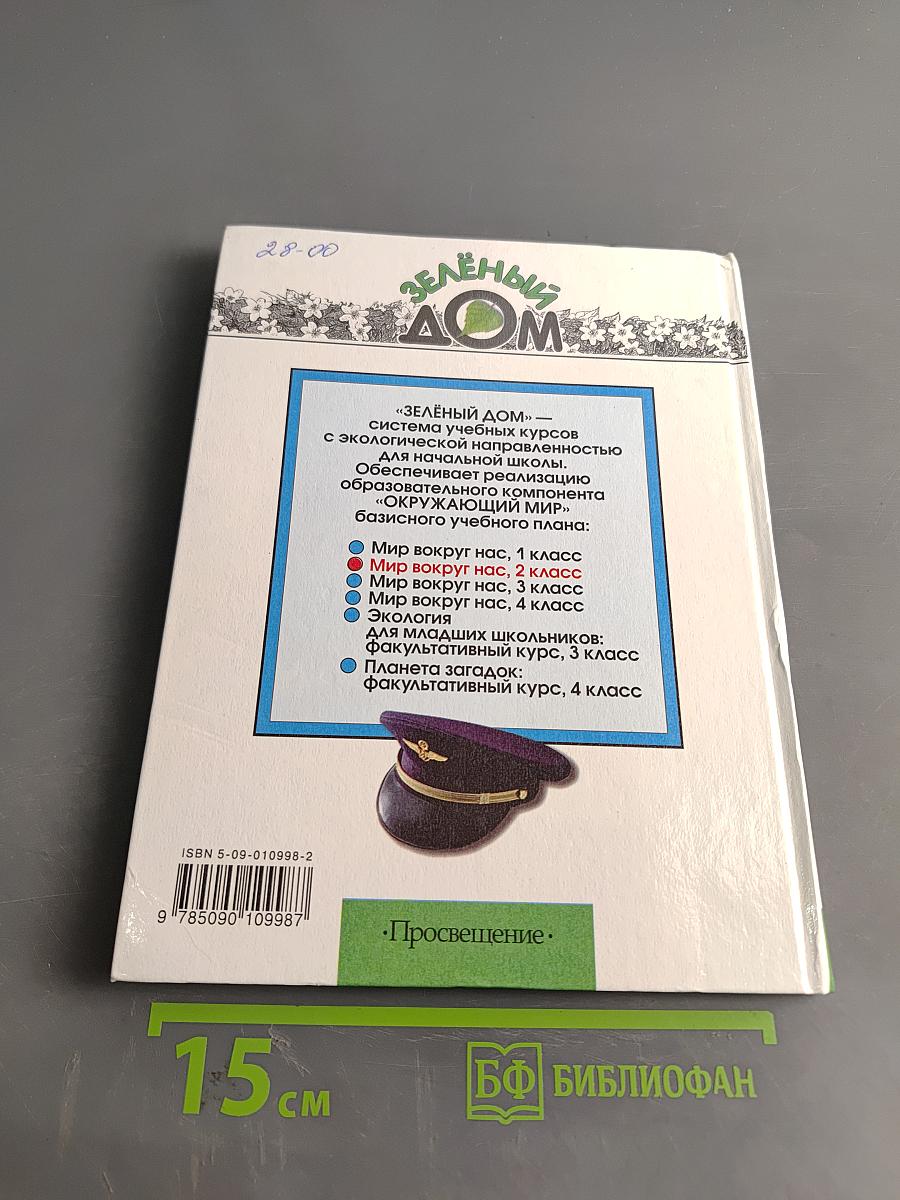 28-00
ЗЕЛЁНЫЙ
ДОМ
«ЗЕЛЁНЫЙ ДОМ» —
система учебных курсов
с экологической направленностью
для начальной школы.
Обеспечивает реализацию
образовательного компонента
«ОКРУЖАЮЩИЙ МИР»
базисного учебного плана:
Мир вокруг нас, 1 класс
Мир вокруг нас, 2 класс
Мир вокруг нас, 3 класс
Мир вокруг нас, 4 класс
Экология
для младших школьников:
факультативный курс, 3 класс
Планета загадок:
факультативный курс, 4 класс
ISBN 5-09-010998-2
9 785090 109987
·Просвещение·
15 см
БФ БИБЛИОФАН